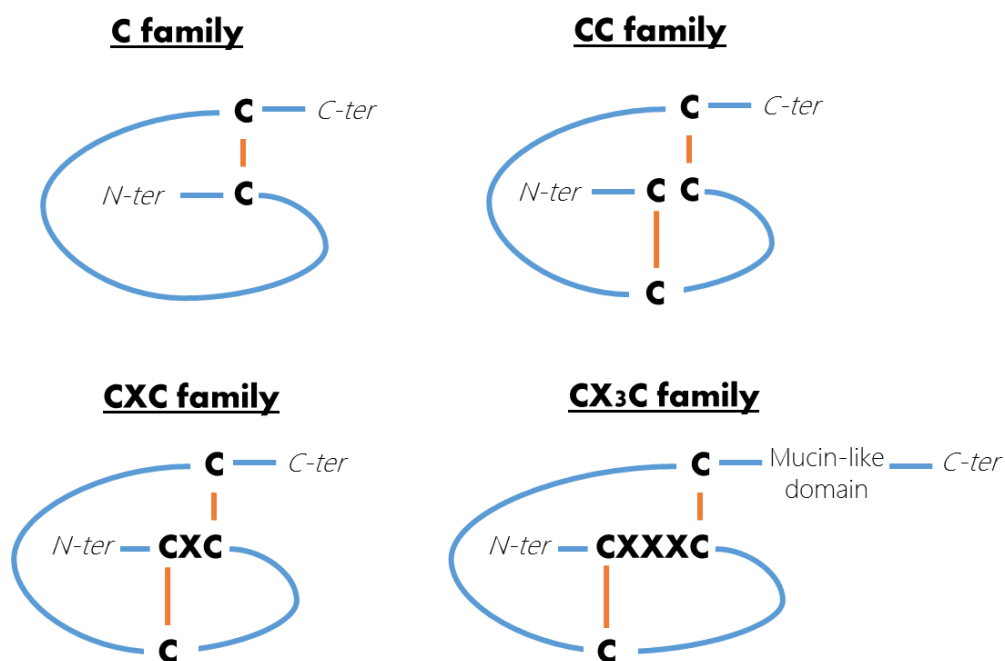 C family
C C-ter
N-ter C
CC family
C C-ter
N-ter C C
C
CXC family
C C-ter
N-ter CXC
C
CX₃C family
C Mucin-like C-ter
domain
N-ter CXXXC
C